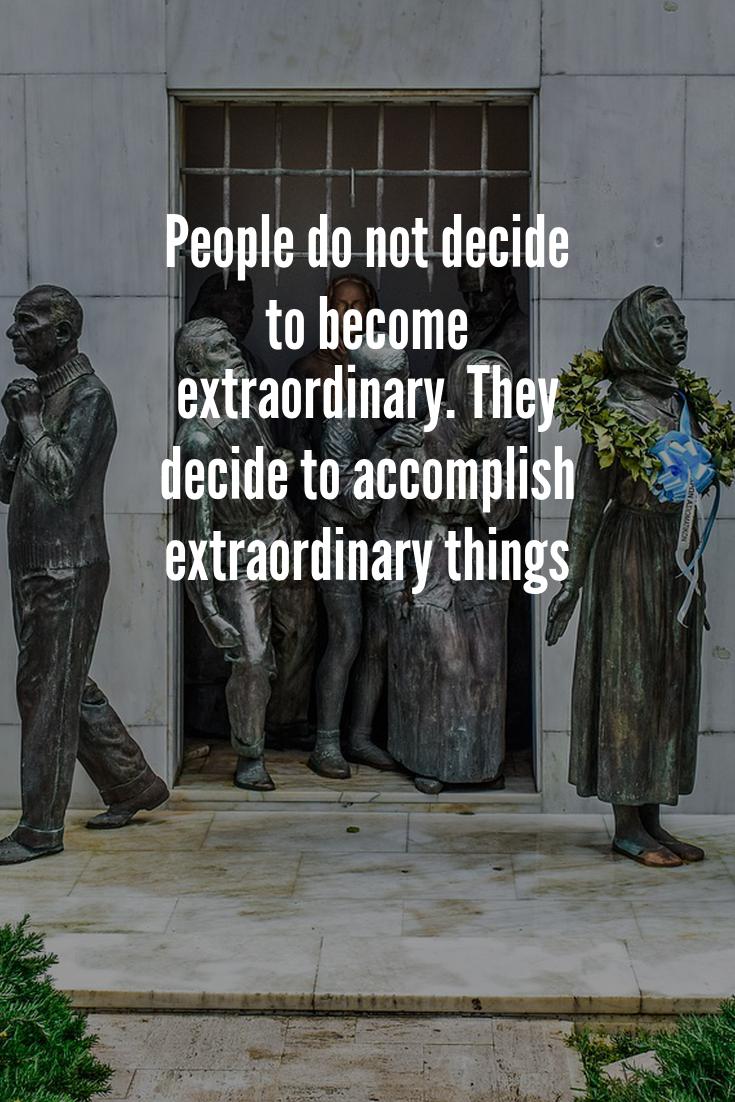 People do not decide
to become
extraordinary. They
decide to accomplish
extraordinary things